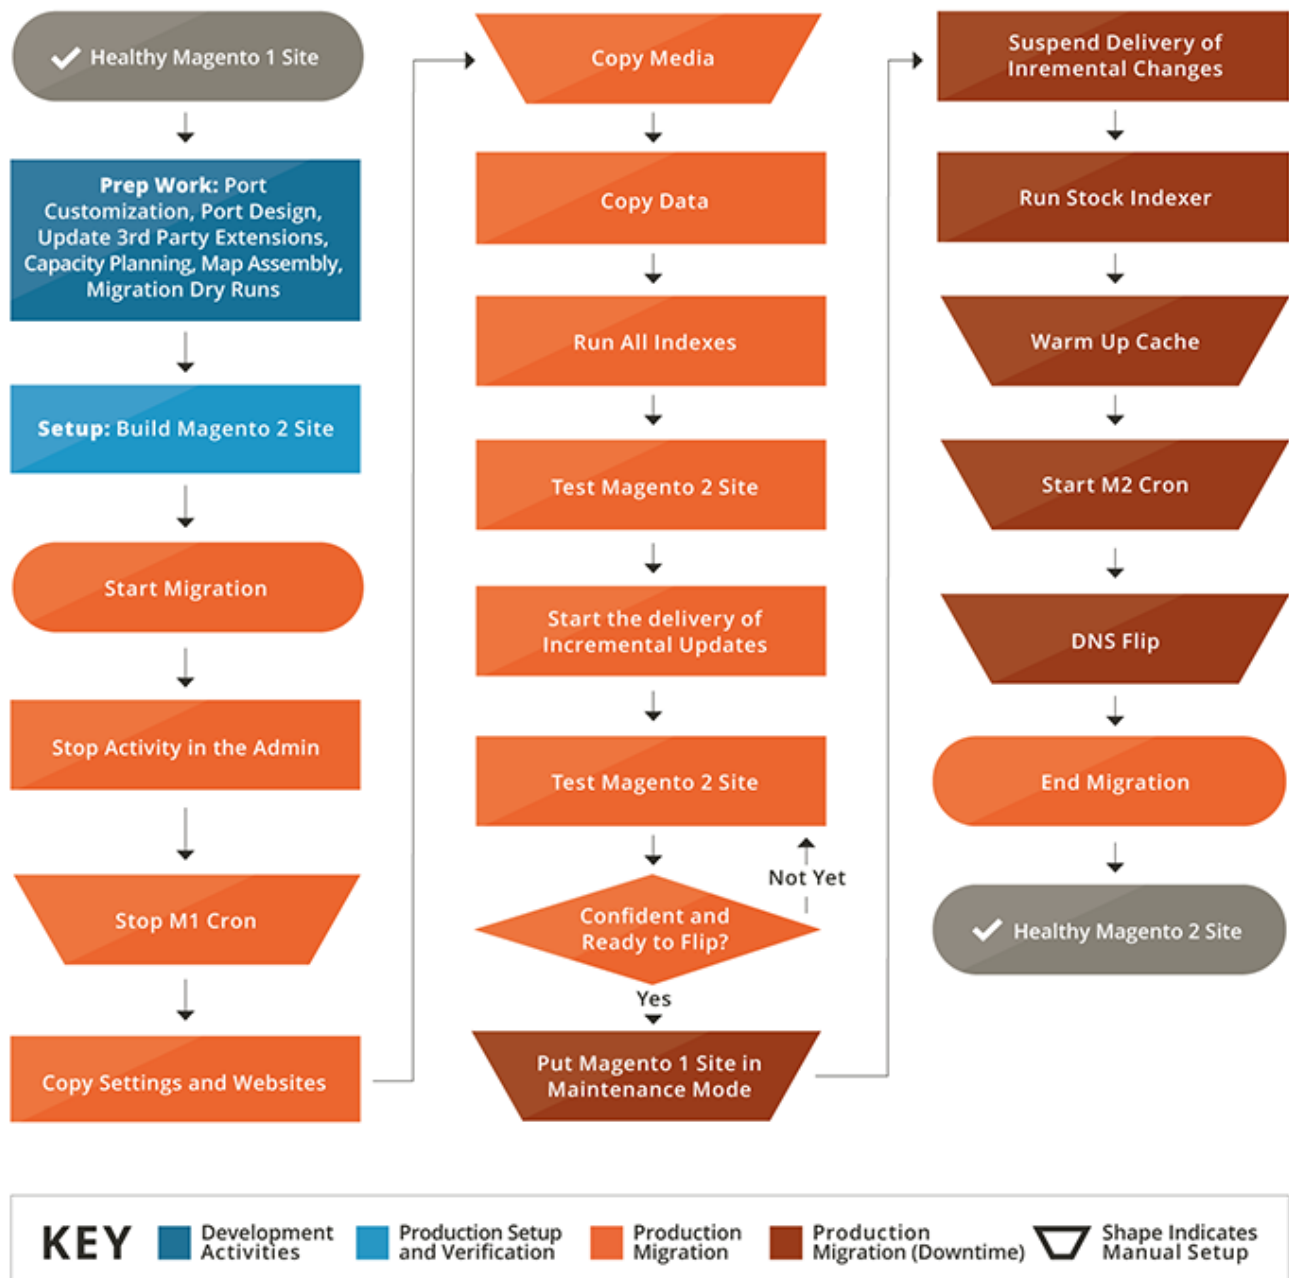 Healthy Magento 1 Site
Prep Work: Port
Customization, Port Design,
Update 3rd Party Extensions,
Capacity Planning, Map Assembly,
Migration Dry Runs
Setup: Build Magento 2 Site
Start Migration
Stop Activity in the Admin
Stop M1 Cron
Copy Settings and Websites
Copy Media
Copy Data
Run All Indexes
Test Magento 2 Site
Start the delivery of
Incremental Updates
Test Magento 2 Site
Not Yet
Confident and
Ready to Flip?
Yes
Put Magento 1 Site in
Maintenance Mode
Suspend Delivery of
Inremental Changes
Run Stock Indexer
Warm Up Cache
Start M2 Cron
DNS Flip
End Migration
Healthy Magento 2 Site
KEY
Development
Activities
Production Setup
and Verification
Production
Migration
Production
Migration (Downtime)
Shape Indicates
Manual Setup